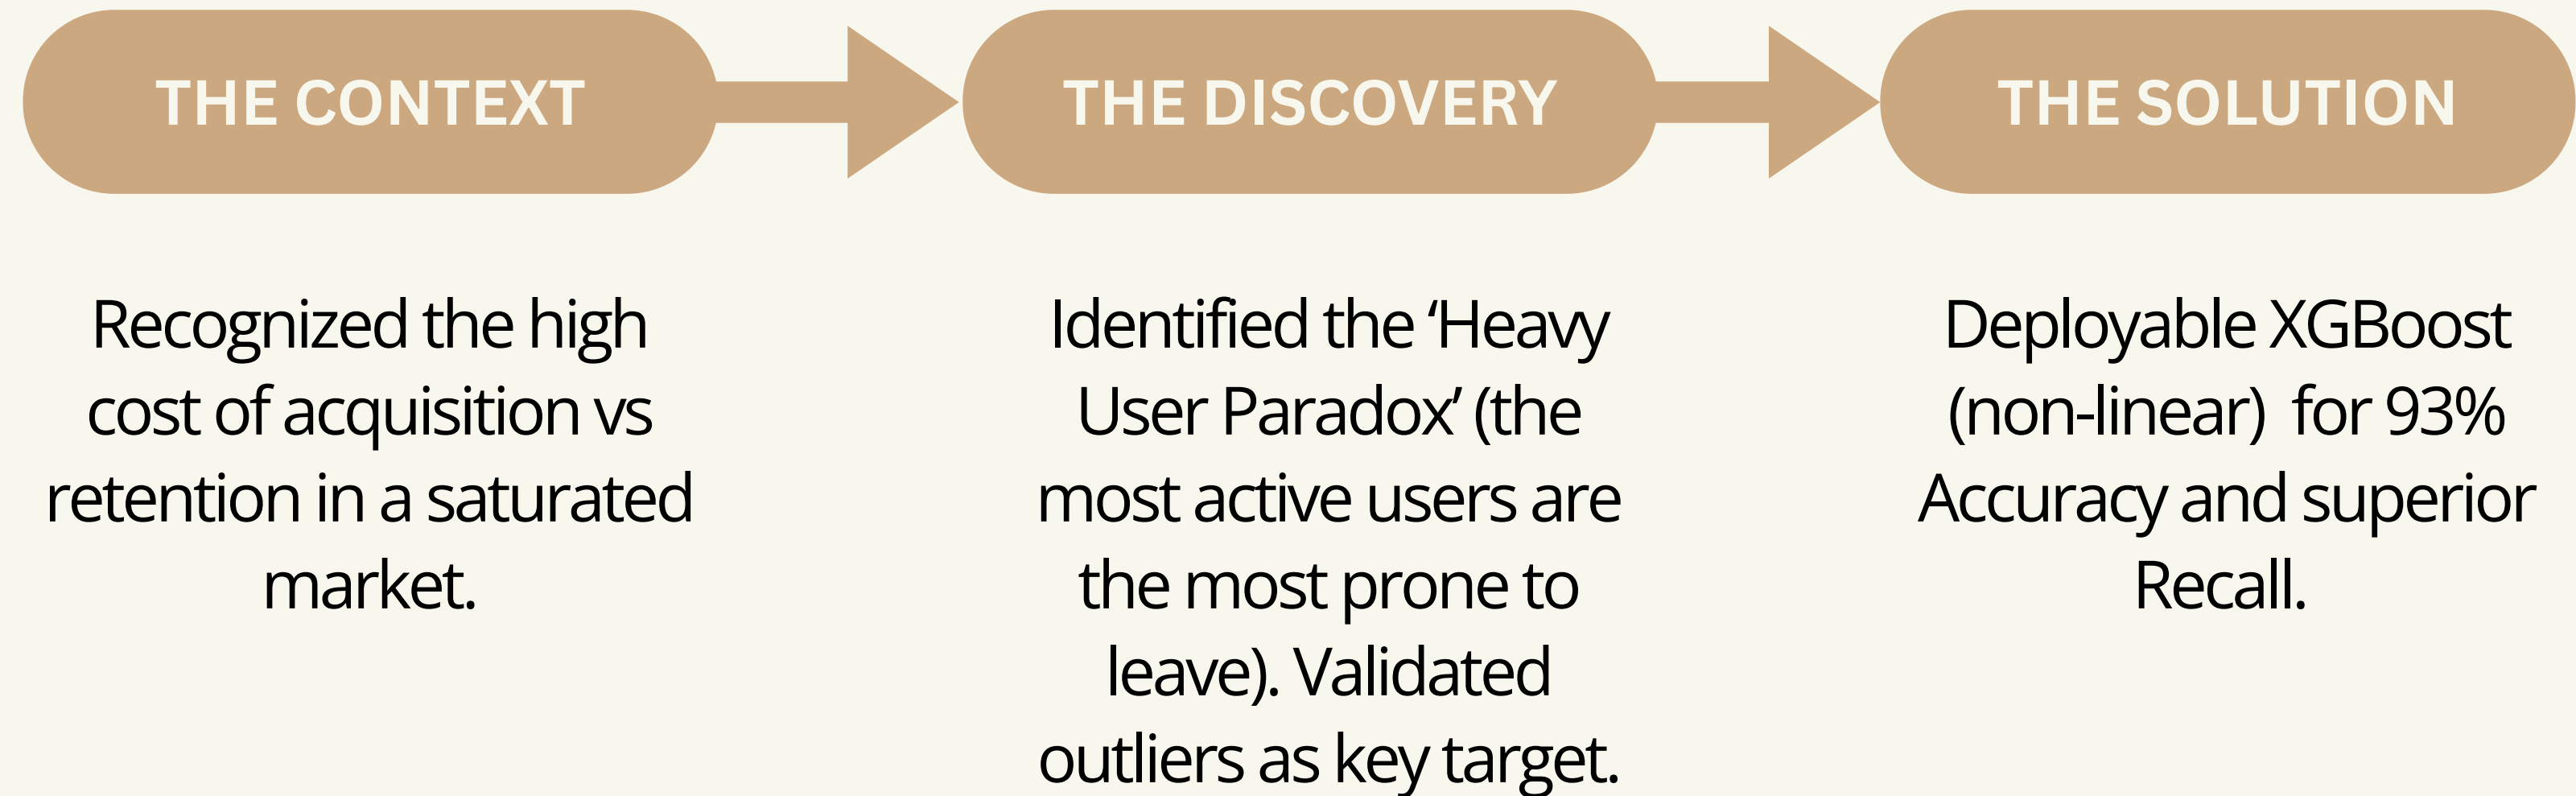 THE CONTEXT
THE DISCOVERY
THE SOLUTION
Recognized the high
cost of acquisition vs
retention in a saturated
market.
Identified the ‘Heavy
User Paradox’ (the
most active users are
the most prone to
leave). Validated
outliers as key target.
Deployable XGBoost
(non-linear)  for 93%
Accuracy and superior
Recall.